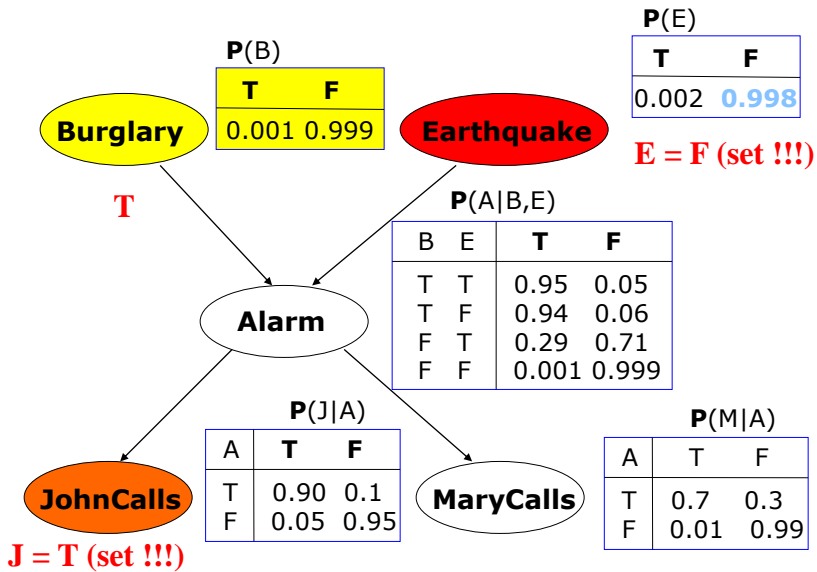 P(B)
T F
0.001 0.999
P(E)
T F
0.002 0.998
Burglary
Earthquake
E = F (set !!!)
T
P(A|B,E)
B E T F
T T 0.95 0.05
T F 0.94 0.06
F T 0.29 0.71
F F 0.001 0.999
Alarm
P(J|A)
A T F
T 0.90 0.1
F 0.05 0.95
P(M|A)
A T F
T 0.7 0.3
F 0.01 0.99
JohnCalls
MaryCalls
J = T (set !!!)